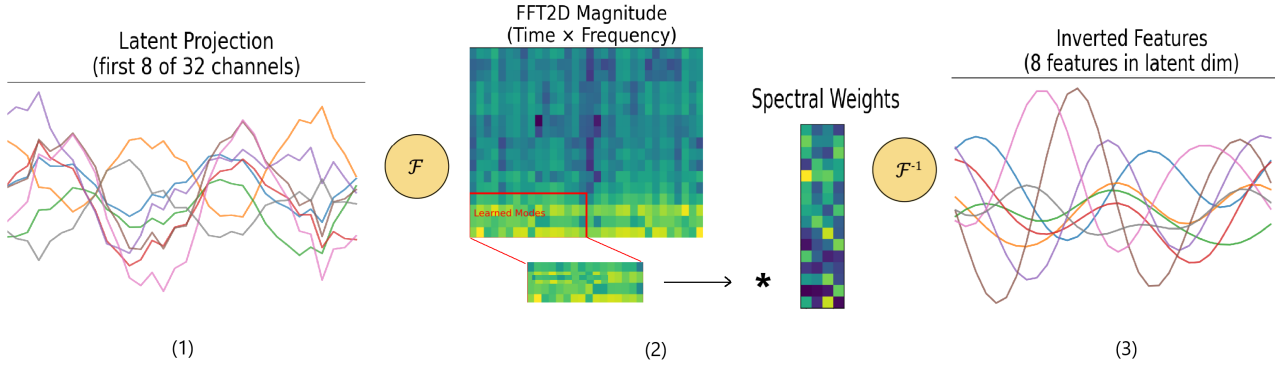 Latent Projection
(first 8 of 32 channels)
ℱ
FFT2D Magnitude
(Time × Frequency)
Learned Modes
*
Spectral Weights
ℱ-1
Inverted Features
(8 features in latent dim)
(1)
(2)
(3)